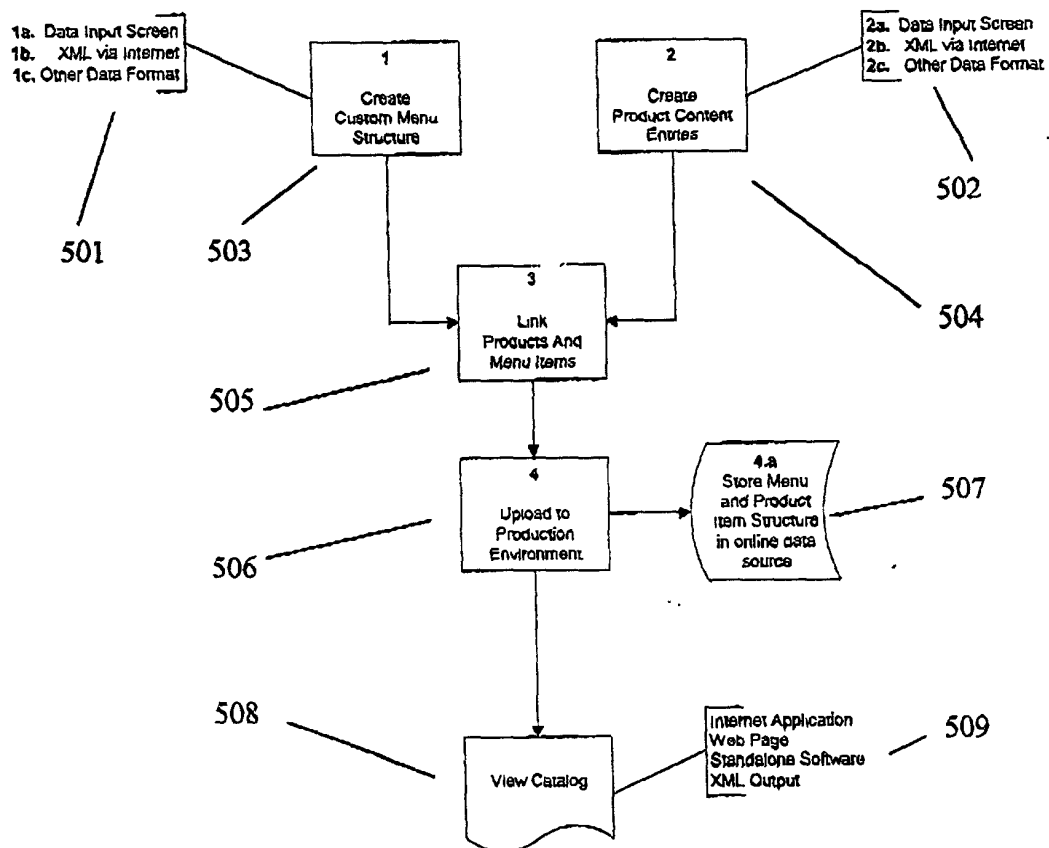 1a. Data Input Screen
1b. XML via Internet
1c. Other Data Format
1
Create
Custom Menu
Structure
2
Create
Product Content
Entries
2a. Data Input Screen
2b. XML via Internet
2c. Other Data Format
501
503
502
504
3
Link
Products And
Menu Items
505
4
Upload to
Production
Environment
4.a
Store Menu
and Product
Item Structure
in online data
source
507
506
508
View Catalog
Internet Application
Web Page
Standalone Software
XML Output
509